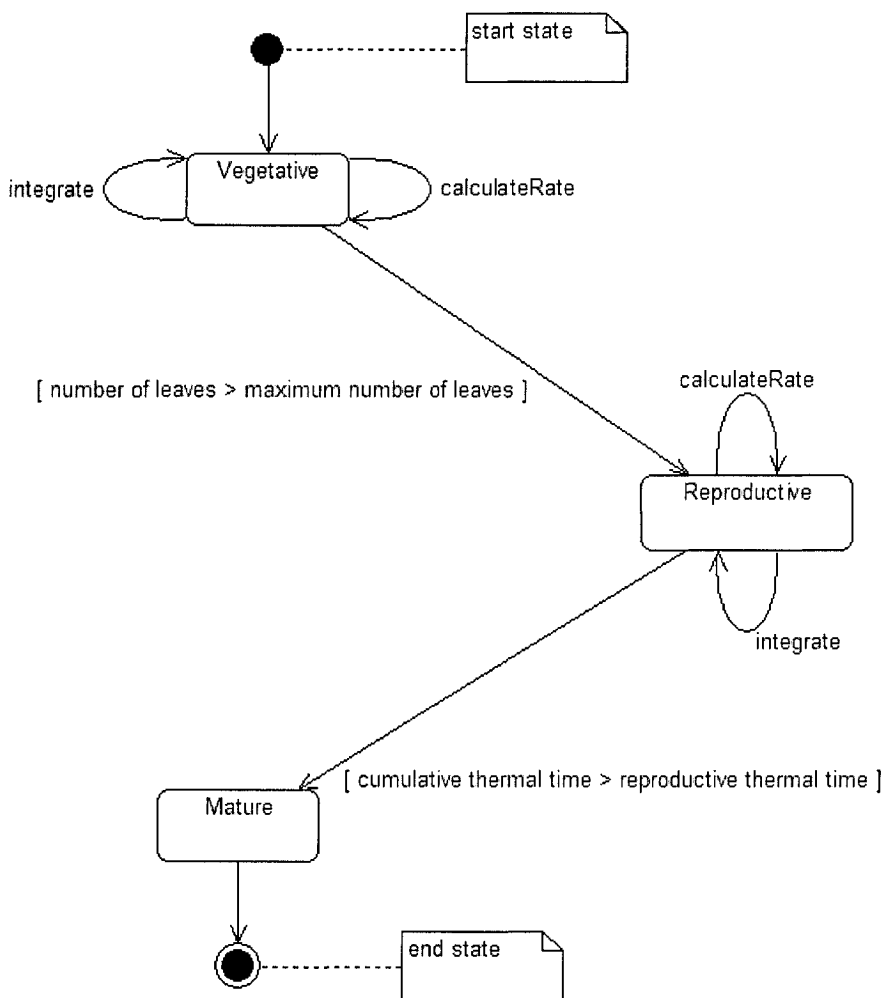 start state
Vegetative
integrate
calculateRate
[ number of leaves > maximum number of leaves ]
calculateRate
Reproductive
integrate
[ cumulative thermal time > reproductive thermal time ]
Mature
end state